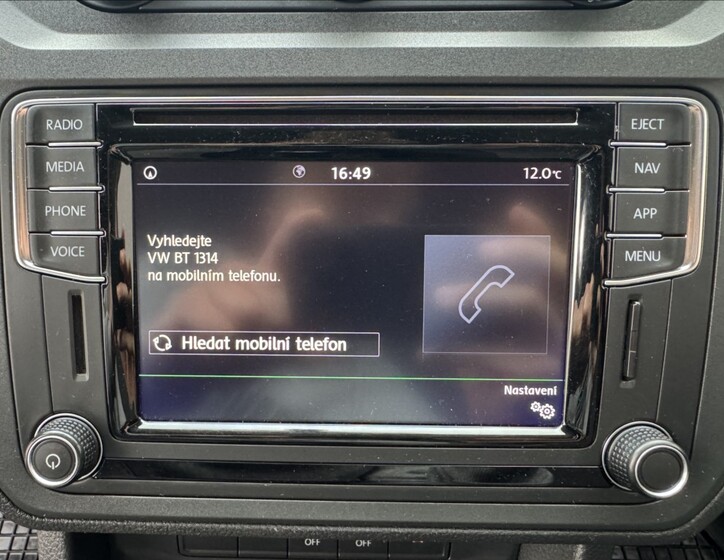 RADIO
MEDIA
PHONE
VOICE
EJECT
NAV
APP
MENU
16:49
12.0°C
Vyhledejte
VW BT 1314
na mobilním telefonu.
Hledat mobilní telefon
Nastavení
OFF
OFF